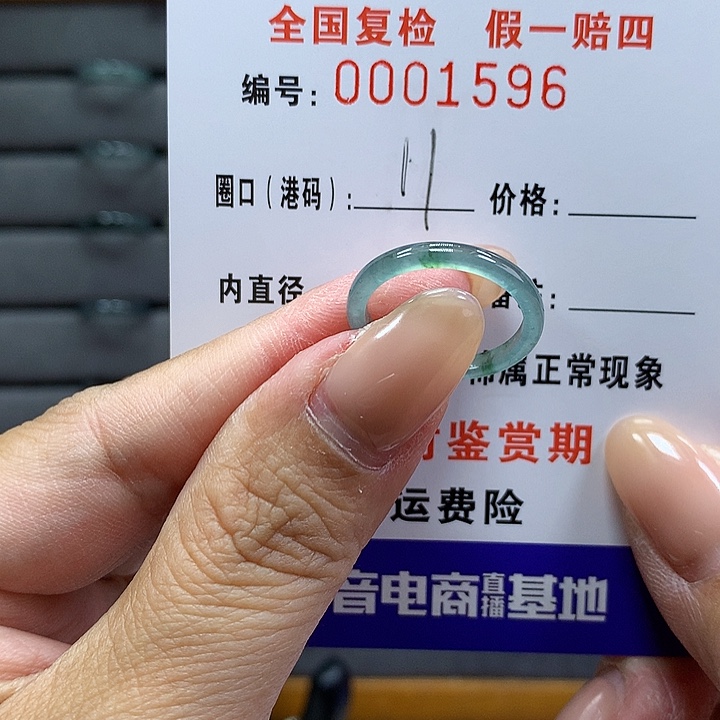 全国复检 假一赔四
编号: 0001596
圈口(港码): 11 价格:
内直径
属正常现象
鉴赏期
运费险
音电商直播基地